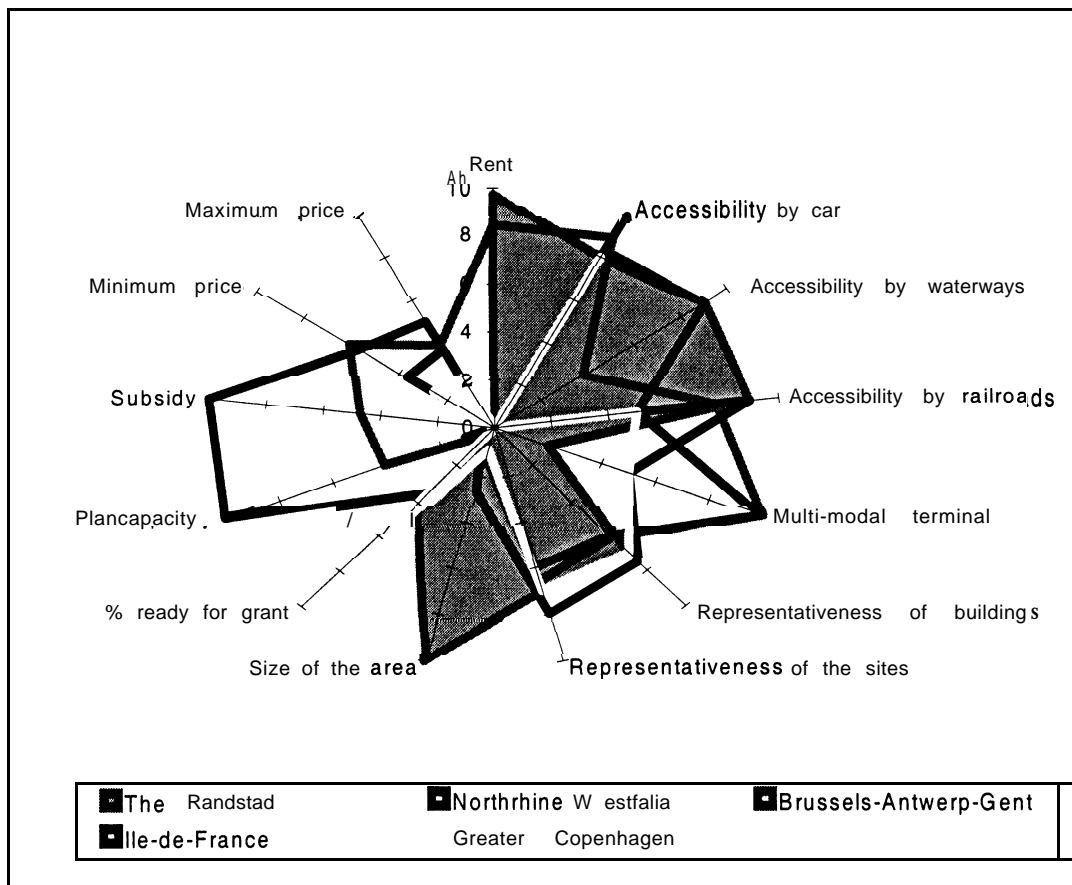 Rent
10
8
4
2
0
Maximum price
Accessibility by car
Minimum price
Accessibility by waterways
Subsidy
Accessibility by railroads
Plancapacity
Multi-modal terminal
% ready for grant
Representativeness of buildings
Size of the area
Representativeness of the sites
The Randstad
Northrhine W estfalia
Brussels-Antwerp-Gent
Ile-de-France
Greater Copenhagen